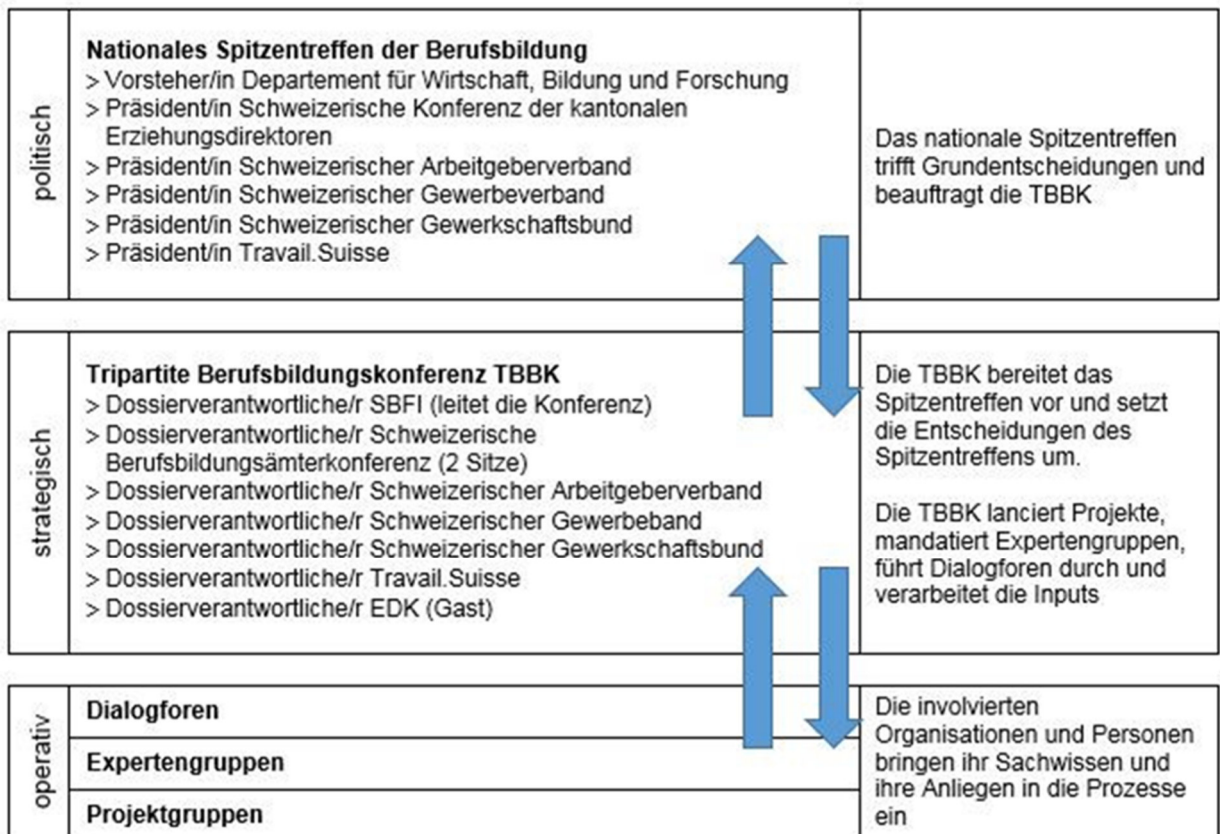 politisch
Nationales Spitzentreffen der Berufsbildung
> Vorsteher/in Departement für Wirtschaft, Bildung und Forschung
> Präsident/in Schweizerische Konferenz der kantonalen
Erziehungsdirektoren
> Präsident/in Schweizerischer Arbeitgeberverband
> Präsident/in Schweizerischer Gewerbeverband
> Präsident/in Schweizerischer Gewerkschaftsbund
> Präsident/in Travail.Suisse
Das nationale Spitzentreffen
trifft Grundentscheidungen und
beauftragt die TBBK
strategisch
Tripartite Berufsbildungskonferenz TBBK
> Dossierverantwortliche/r SBFI (leitet die Konferenz)
> Dossierverantwortliche/r Schweizerische
Berufsbildungsämterkonferenz (2 Sitze)
> Dossierverantwortliche/r Schweizerischer Arbeitgeberverband
> Dossierverantwortliche/r Schweizerischer Gewerbeband
> Dossierverantwortliche/r Schweizerischer Gewerkschaftsbund
> Dossierverantwortliche/r Travail.Suisse
> Dossierverantwortliche/r EDK (Gast)
Die TBBK bereitet das
Spitzentreffen vor und setzt
die Entscheidungen des
Spitzentreffens um.
Die TBBK lanciert Projekte,
mandatiert Expertengruppen,
führt Dialogforen durch und
verarbeitet die Inputs
operativ
Dialogforen
Expertengruppen
Projektgruppen
Die involvierten
Organisationen und Personen
bringen ihr Sachwissen und
ihre Anliegen in die Prozesse
ein